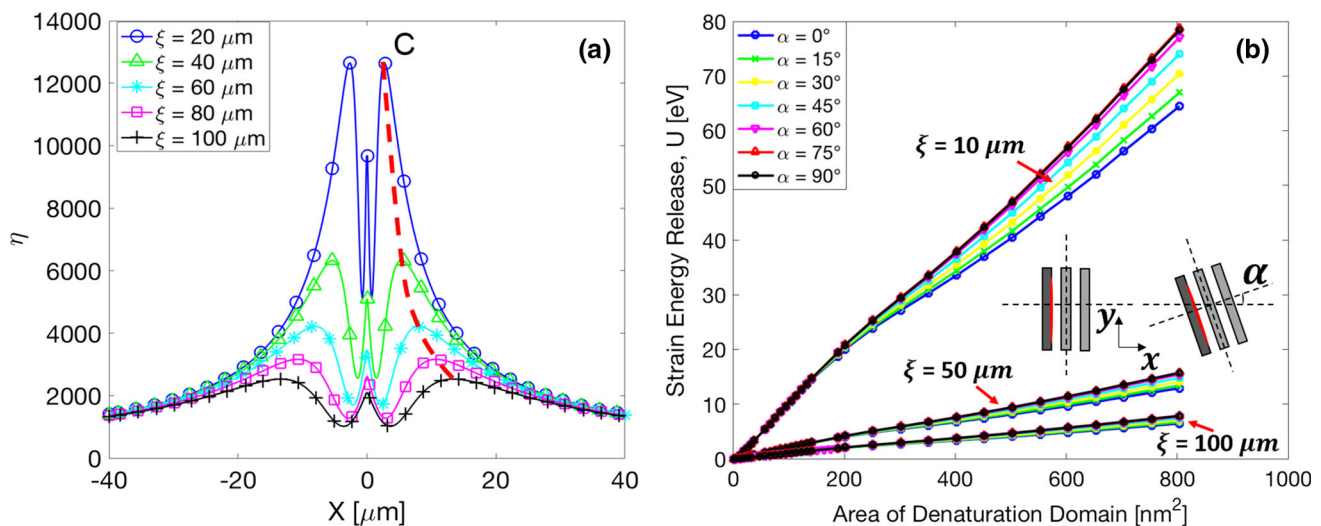 (a)
C
ξ = 20 μm
ξ = 40 μm
ξ = 60 μm
ξ = 80 μm
ξ = 100 μm
14000
12000
10000
8000
6000
4000
2000
0
η
-40
-20
0
20
40
X [μm]
(b)
α = 0°
α = 15°
α = 30°
α = 45°
α = 60°
α = 75°
α = 90°
80
70
60
50
40
30
20
10
0
Strain Energy Release, U [eV]
ξ = 10 μm
ξ = 50 μm
ξ = 100 μm
y
x
α
0
200
400
600
800
1000
Area of Denaturation Domain [nm²]